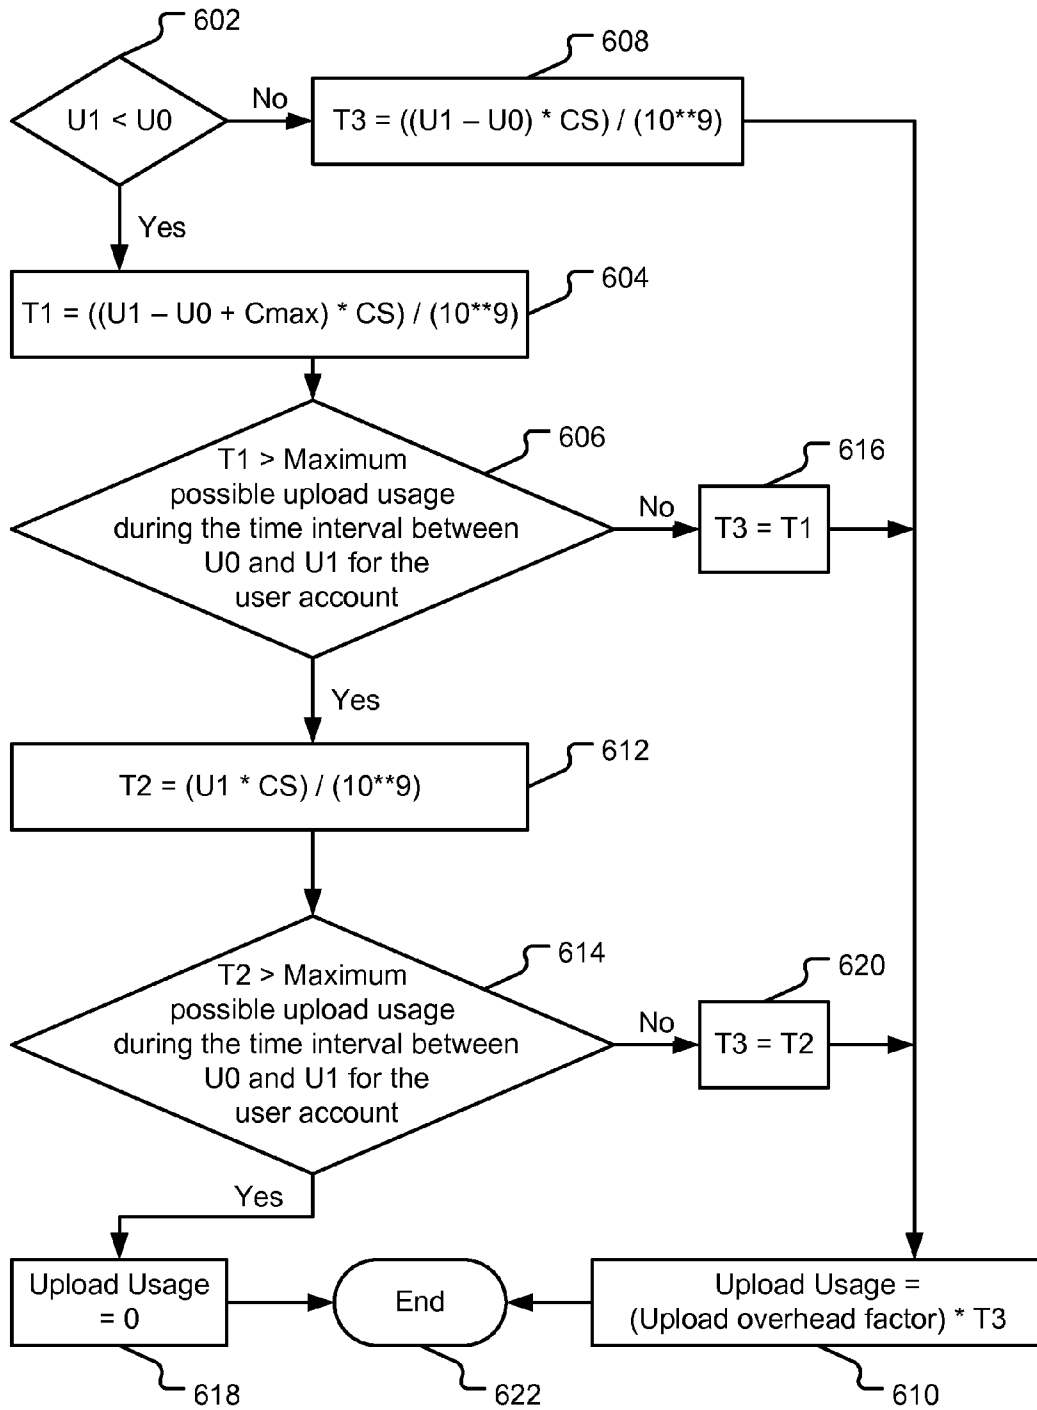 602
U1 < U0
No
608
T3 = ((U1 – U0) * CS) / (10**9)
Yes
604
T1 = ((U1 – U0 + Cmax) * CS) / (10**9)
606
T1 > Maximum
possible upload usage
during the time interval between
U0 and U1 for the
user account
No
616
T3 = T1
Yes
612
T2 = (U1 * CS) / (10**9)
614
T2 > Maximum
possible upload usage
during the time interval between
U0 and U1 for the
user account
No
620
T3 = T2
Yes
Upload Usage
= 0
618
End
622
Upload Usage =
(Upload overhead factor) * T3
610